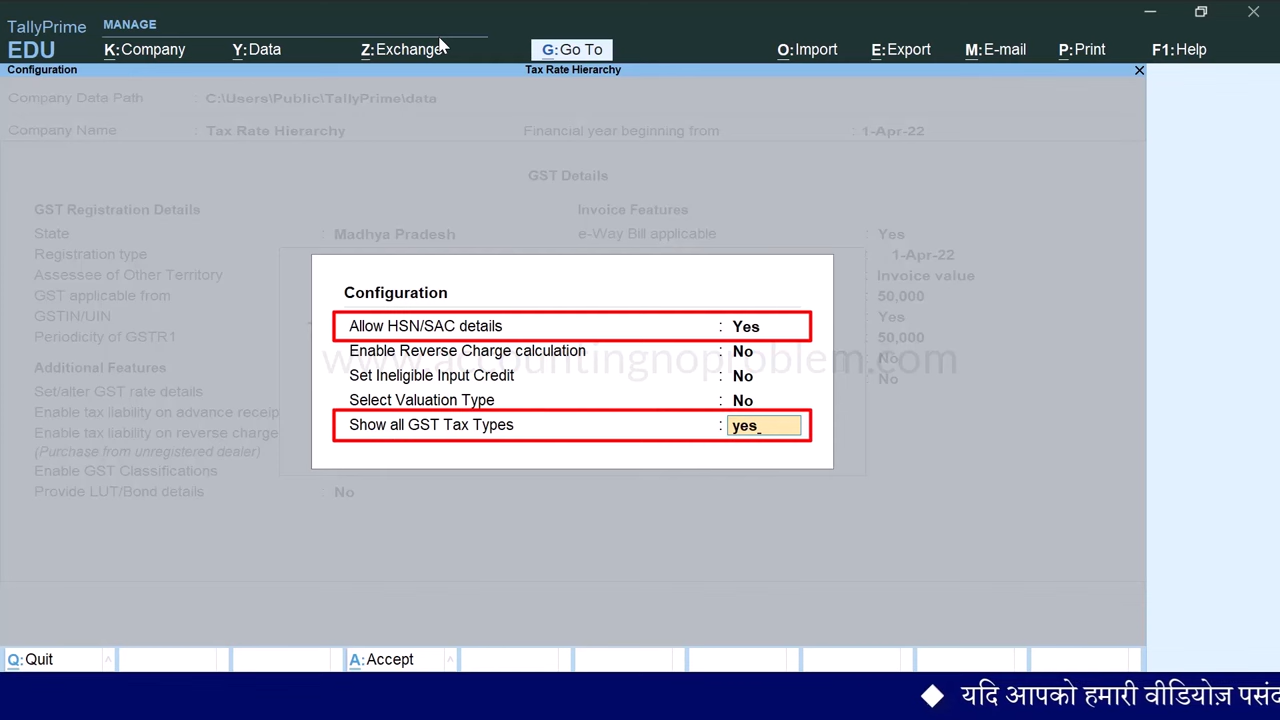 TallyPrime
EDU
MANAGE
K:Company
Y:Data
Z:Exchange
G:Go To
O:Import
E:Export
M:E-mail
P:Print
F1:Help
Configuration
Tax Rate Hierarchy
Company Data Path : C:\Users\Public\TallyPrime\data
Company Name : Tax Rate Hierarchy Financial year beginning from : 1-Apr-22
GST Details
GST Registration Details
State : Madhya Pradesh
Registration type
Assessee of Other Territory
GST applicable from
GSTIN/UIN
Periodicity of GSTR1
Additional Features
Set/alter GST rate details
Enable tax liability on advance receip
Enable tax liability on reverse charge
(Purchase from unregistered dealer)
Enable GST Classifications
Provide LUT/Bond details : No
Invoice Features
e-Way Bill applicable : Yes
: 1-Apr-22
: Invoice value
: 50,000
: Yes
: 50,000
: No
: No
Configuration
Allow HSN/SAC details : Yes
Enable Reverse Charge calculation : No
Set Ineligible Input Credit : No
Select Valuation Type : No
Show all GST Tax Types : yes_
www.accountingnoproblem.com
Q:Quit
A:Accept
यदि आपको हमारी वीडियोज़ पसंद